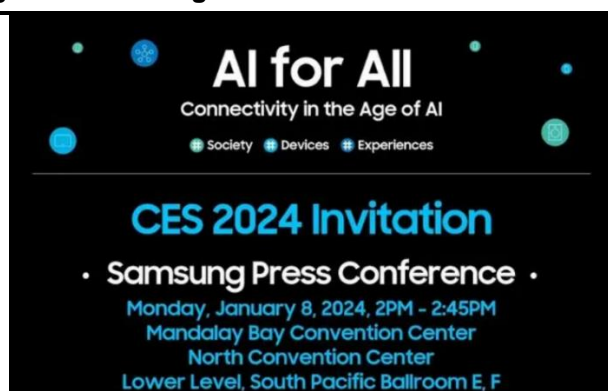 AI for All
Connectivity in the Age of AI
# Society # Devices # Experiences
CES 2024 Invitation
• Samsung Press Conference •
Monday, January 8, 2024, 2PM - 2:45PM
Mandalay Bay Convention Center
North Convention Center
Lower Level, South Pacific Ballroom E, F